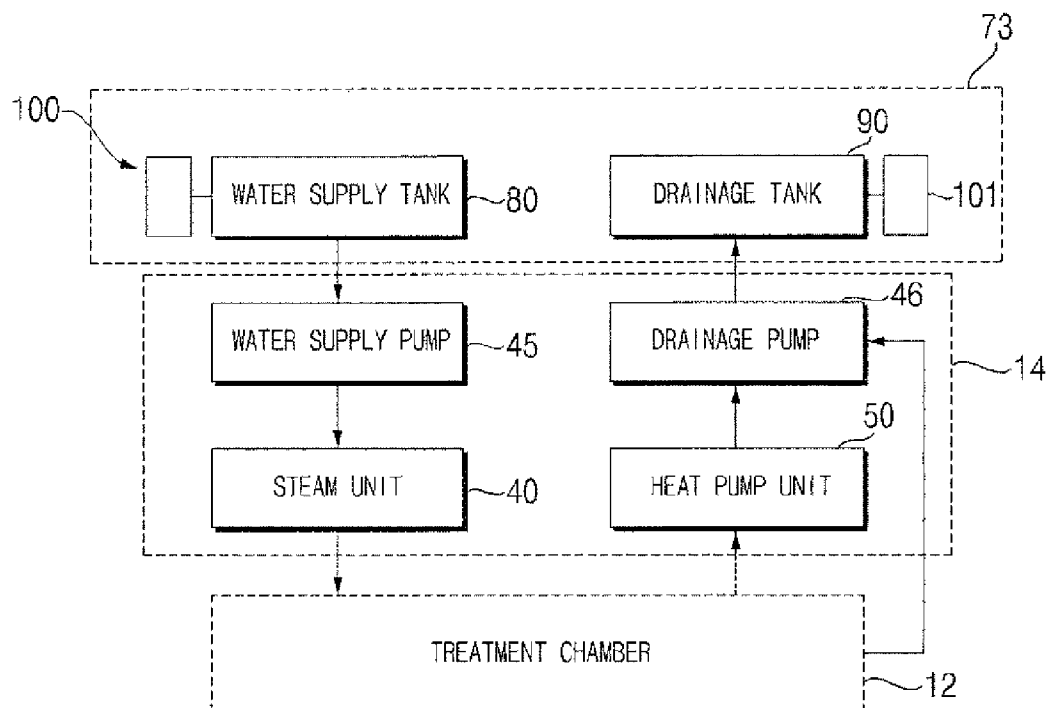 73
100
90
WATER SUPPLY TANK
80
DRAINAGE TANK
101
46
WATER SUPPLY PUMP
45
DRAINAGE PUMP
14
50
STEAM UNIT
40
HEAT PUMP UNIT
TREATMENT CHAMBER
12